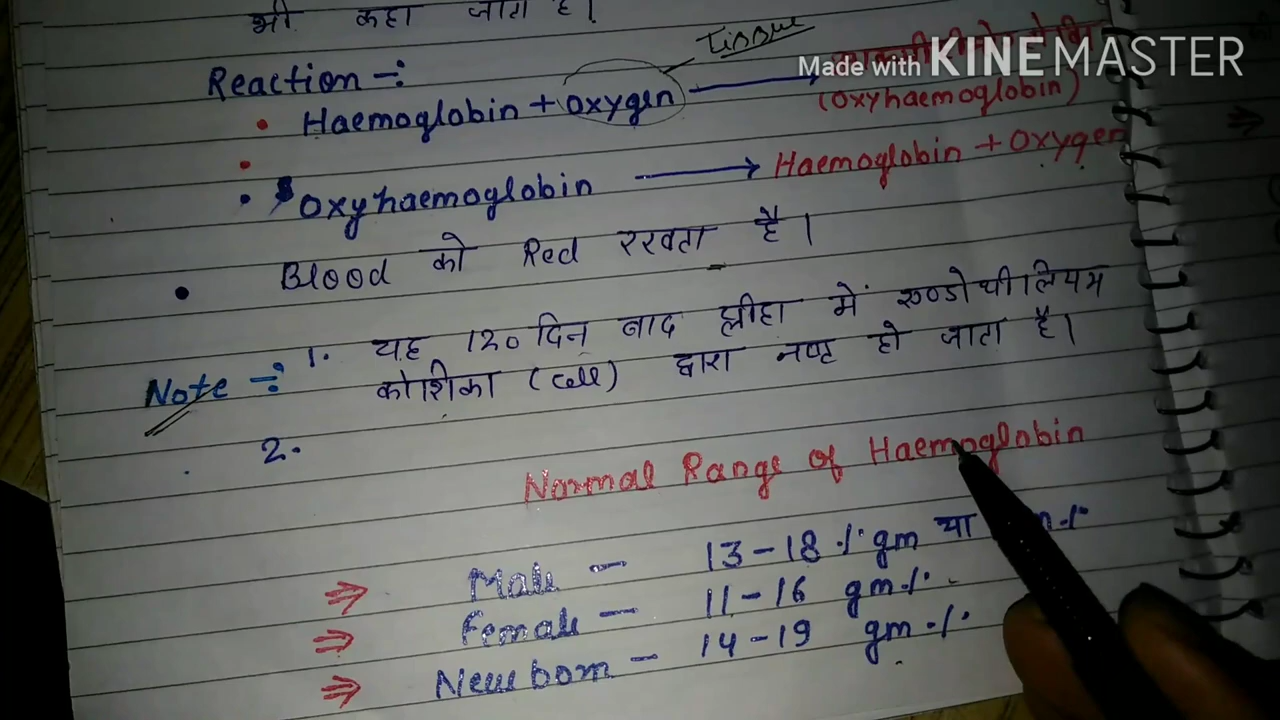 भी कहा जाता है।
Tissue
Made with KINEMASTER
Reaction -:
Haemoglobin + Oxygen ⟶
(Oxyhaemoglobin)
Oxyhaemoglobin ⟶ Haemoglobin + Oxygen
Blood को Red रखता है।
Note -: 1. यह 120 दिन बाद प्लीहा में एण्डोथीलियम
कोशिका (Cell) द्वारा नष्ट हो जाता है।
2.
Normal Range of Haemoglobin
⇒ Male - 13-18 % gm या
⇒ Female - 11-16 gm%
⇒ New born - 14-19 gm%